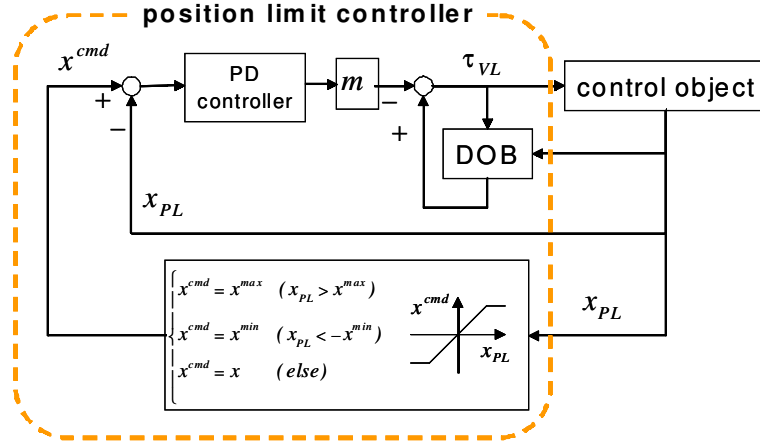 position limit controller
x^cmd
+
−
PD
controller
m
−
+
τ_VL
control object
DOB
x_PL
x^cmd = x^max (x_PL > x^max)
x^cmd = x^min (x_PL < −x^min)
x^cmd = x (else)
x^cmd
x_PL
x_PL